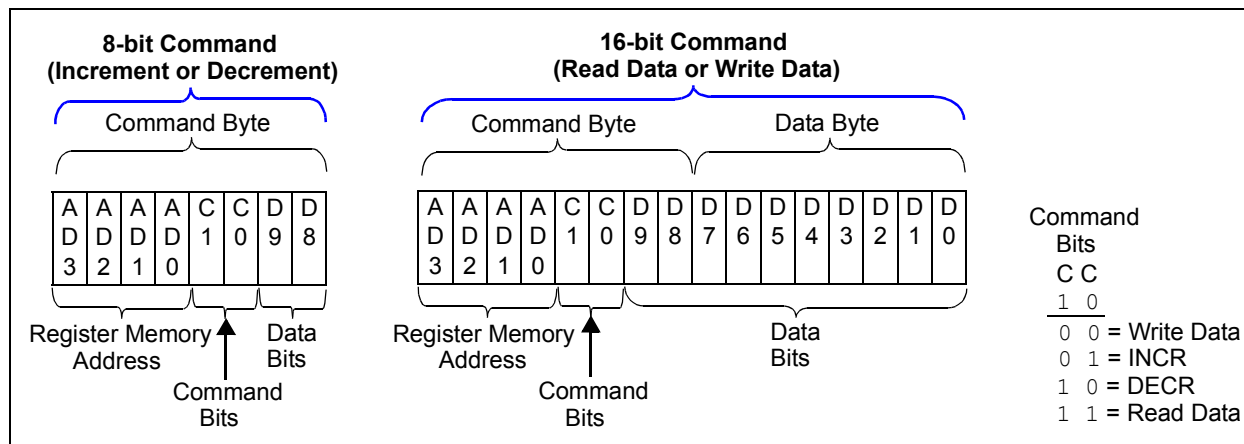 8-bit Command
(Increment or Decrement)
Command Byte
A A A A C C D D
D D D D 1 0 9 8
3 2 1 0
Register Memory Address
Data Bits
Command Bits
16-bit Command
(Read Data or Write Data)
Command Byte Data Byte
A A A A C C D D D D D D D D D D
D D D D 1 0 9 8 7 6 5 4 3 2 1 0
3 2 1 0
Register Memory Address
Data Bits
Command Bits
Command
Bits
C C
1 0
0 0 = Write Data
0 1 = INCR
1 0 = DECR
1 1 = Read Data